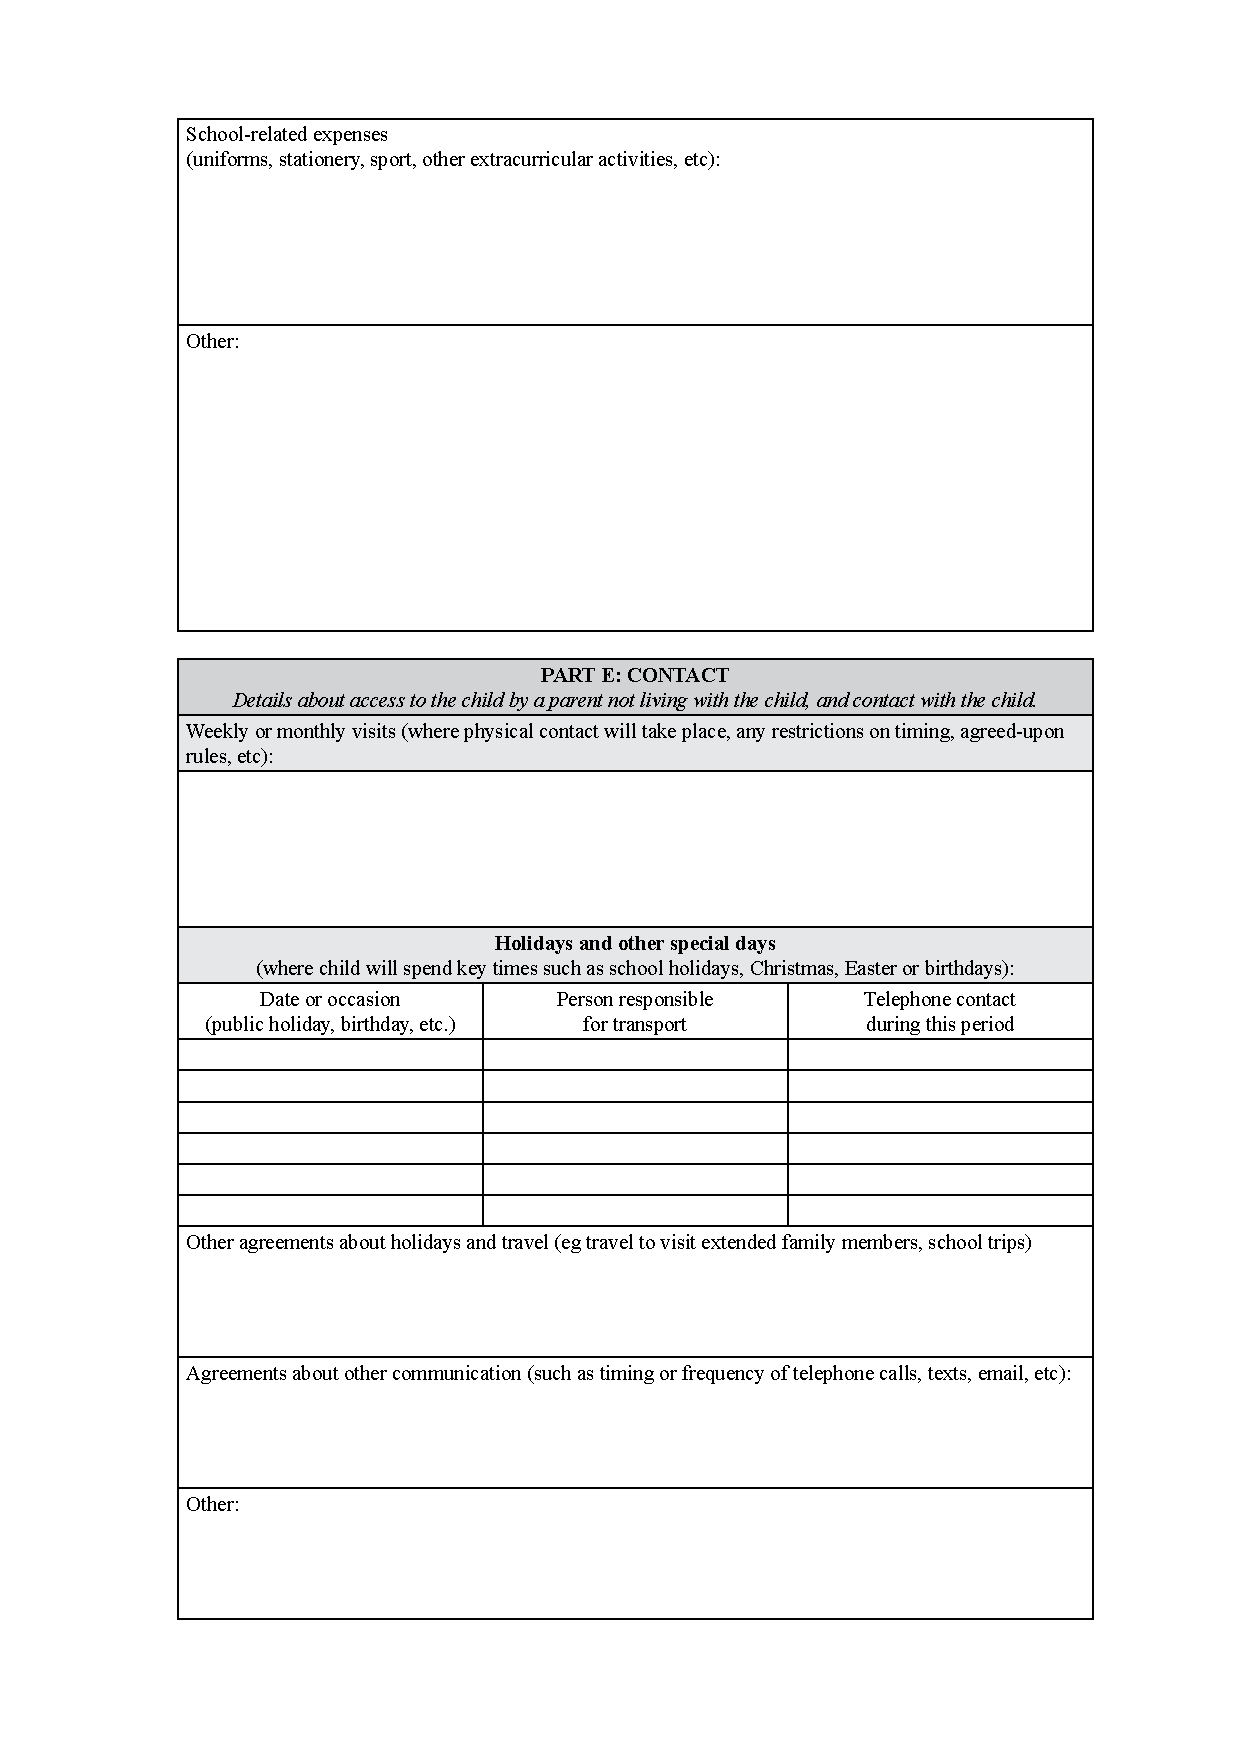 School-related expenses
(uniforms, stationery, sport, other extracurricular activities, etc):
Other:
PART E: CONTACT
Details about access to the child by a parent not living with the child, and contact with the child.
Weekly or monthly visits (where physical contact will take place, any restrictions on timing, agreed-upon
rules, etc):
Holidays and other special days
(where child will spend key times such as school holidays, Christmas, Easter or birthdays):
Date or occasion
(public holiday, birthday, etc.)
Person responsible
for transport
Telephone contact
during this period
Other agreements about holidays and travel (eg travel to visit extended family members, school trips)
Agreements about other communication (such as timing or frequency of telephone calls, texts, email, etc):
Other: